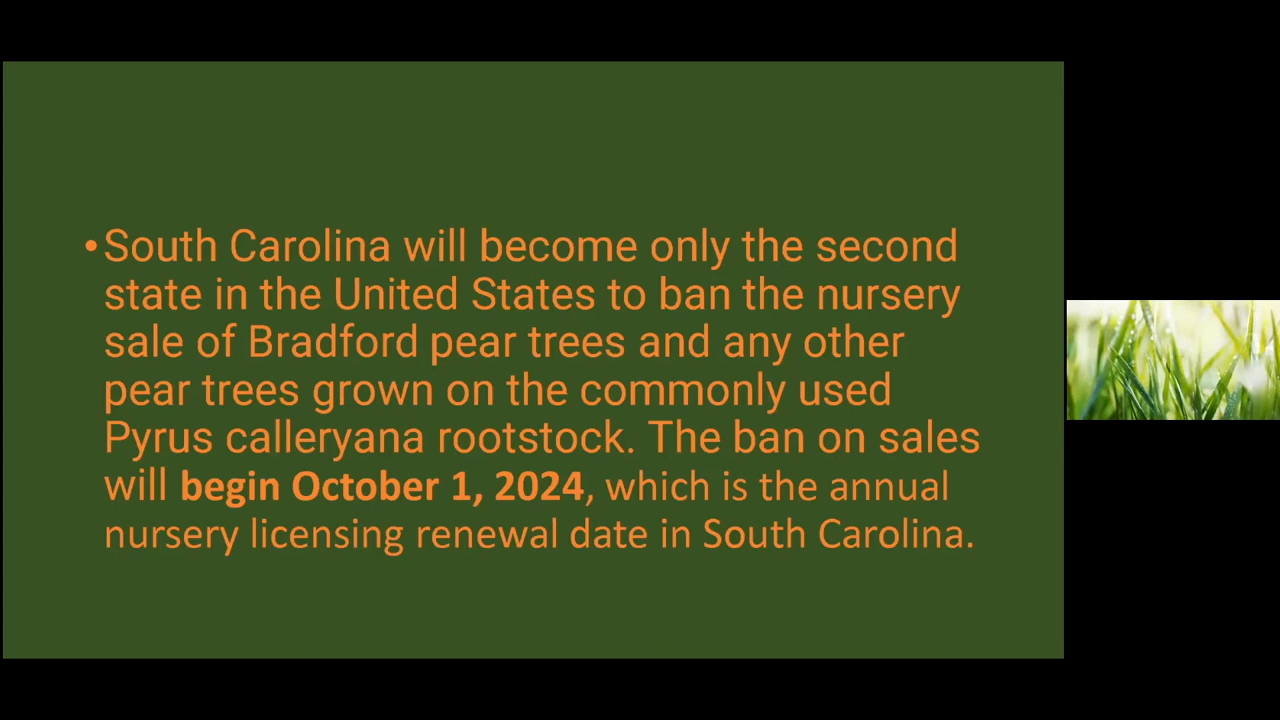 •South Carolina will become only the second
state in the United States to ban the nursery
sale of Bradford pear trees and any other
pear trees grown on the commonly used
Pyrus calleryana rootstock. The ban on sales
will begin October 1, 2024, which is the annual
nursery licensing renewal date in South Carolina.